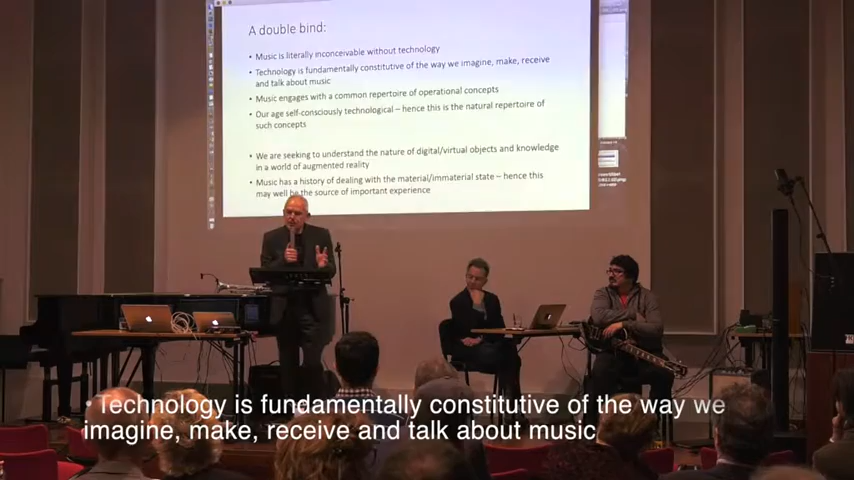 A double bind:
• Music is literally inconceivable without technology
• Technology is fundamentally constitutive of the way we imagine, make, receive
and talk about music
• Music engages with a common repertoire of operational concepts
• Our age self-consciously technological – hence this is the natural repertoire of
such concepts
• We are seeking to understand the nature of digital/virtual objects and knowledge
in a world of augmented reality
• Music has a history of dealing with the material/immaterial state – hence this
may well be the source of important experience
• Technology is fundamentally constitutive of the way we
imagine, make, receive and talk about music